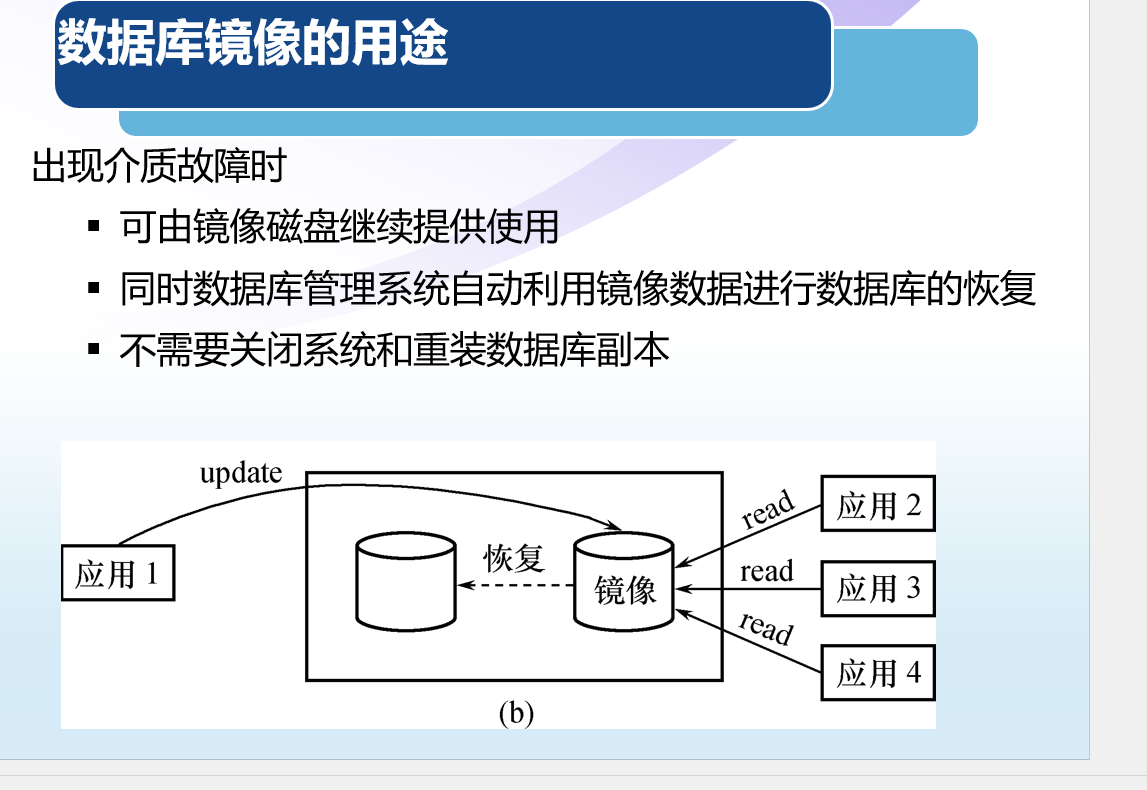 数据库镜像的用途
出现介质故障时
▪ 可由镜像磁盘继续提供使用
▪ 同时数据库管理系统自动利用镜像数据进行数据库的恢复
▪ 不需要关闭系统和重装数据库副本
update
应用 1
恢复
镜像
read
应用 2
read
应用 3
read
应用 4
(b)